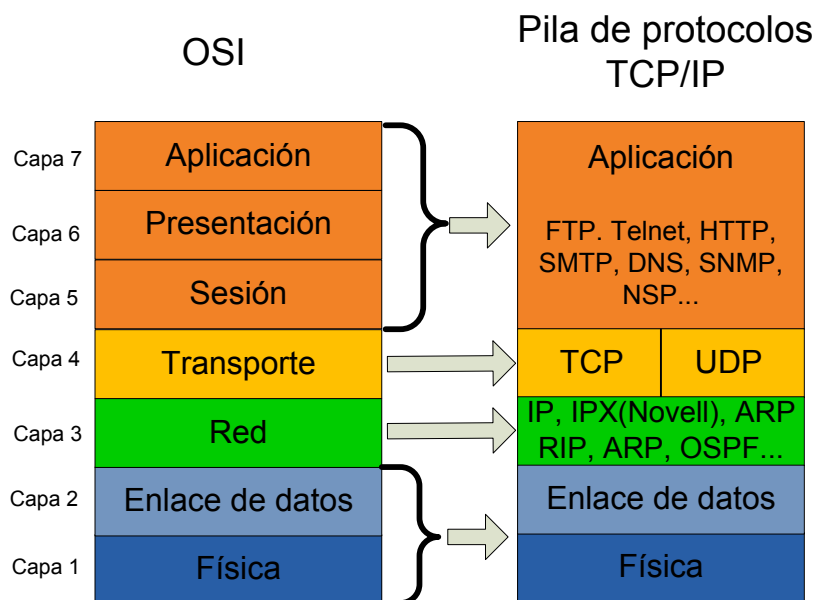 OSI
Pila de protocolos
TCP/IP
Capa 7
Aplicación
Capa 6
Presentación
Capa 5
Sesión
Capa 4
Transporte
Capa 3
Red
Capa 2
Enlace de datos
Capa 1
Física
Aplicación
FTP. Telnet, HTTP,
SMTP, DNS, SNMP,
NSP...
TCP
UDP
IP, IPX(Novell), ARP
RIP, ARP, OSPF...
Enlace de datos
Física